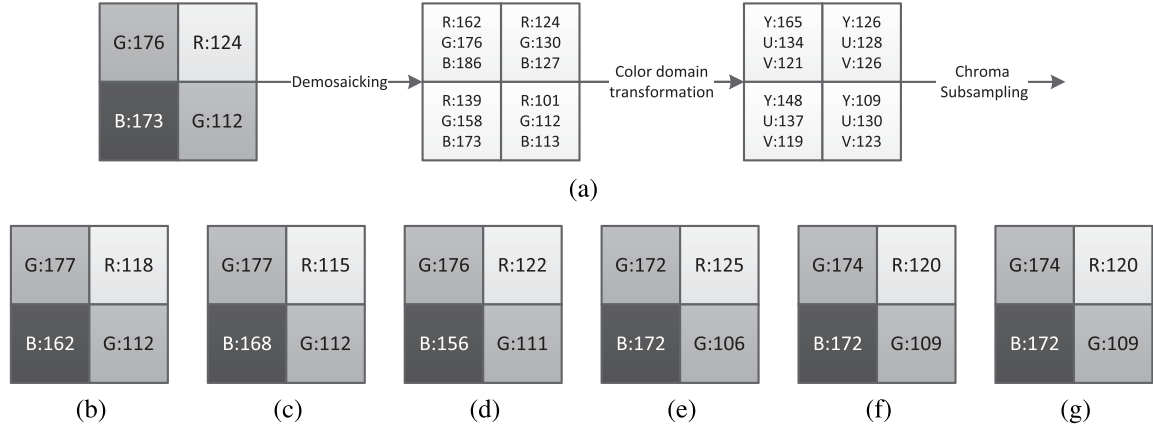 G:176 R:124
B:173 G:112
Demosaicking
R:162 R:124
G:176 G:130
B:186 B:127
R:139 R:101
G:158 G:112
B:173 B:113
Color domain
transformation
Y:165 Y:126
U:134 U:128
V:121 V:126
Y:148 Y:109
U:137 U:130
V:119 V:123
Chroma
Subsampling
(a)
G:177 R:118
B:162 G:112
(b)
G:177 R:115
B:168 G:112
(c)
G:176 R:122
B:156 G:111
(d)
G:172 R:125
B:172 G:106
(e)
G:174 R:120
B:172 G:109
(f)
G:174 R:120
B:172 G:109
(g)